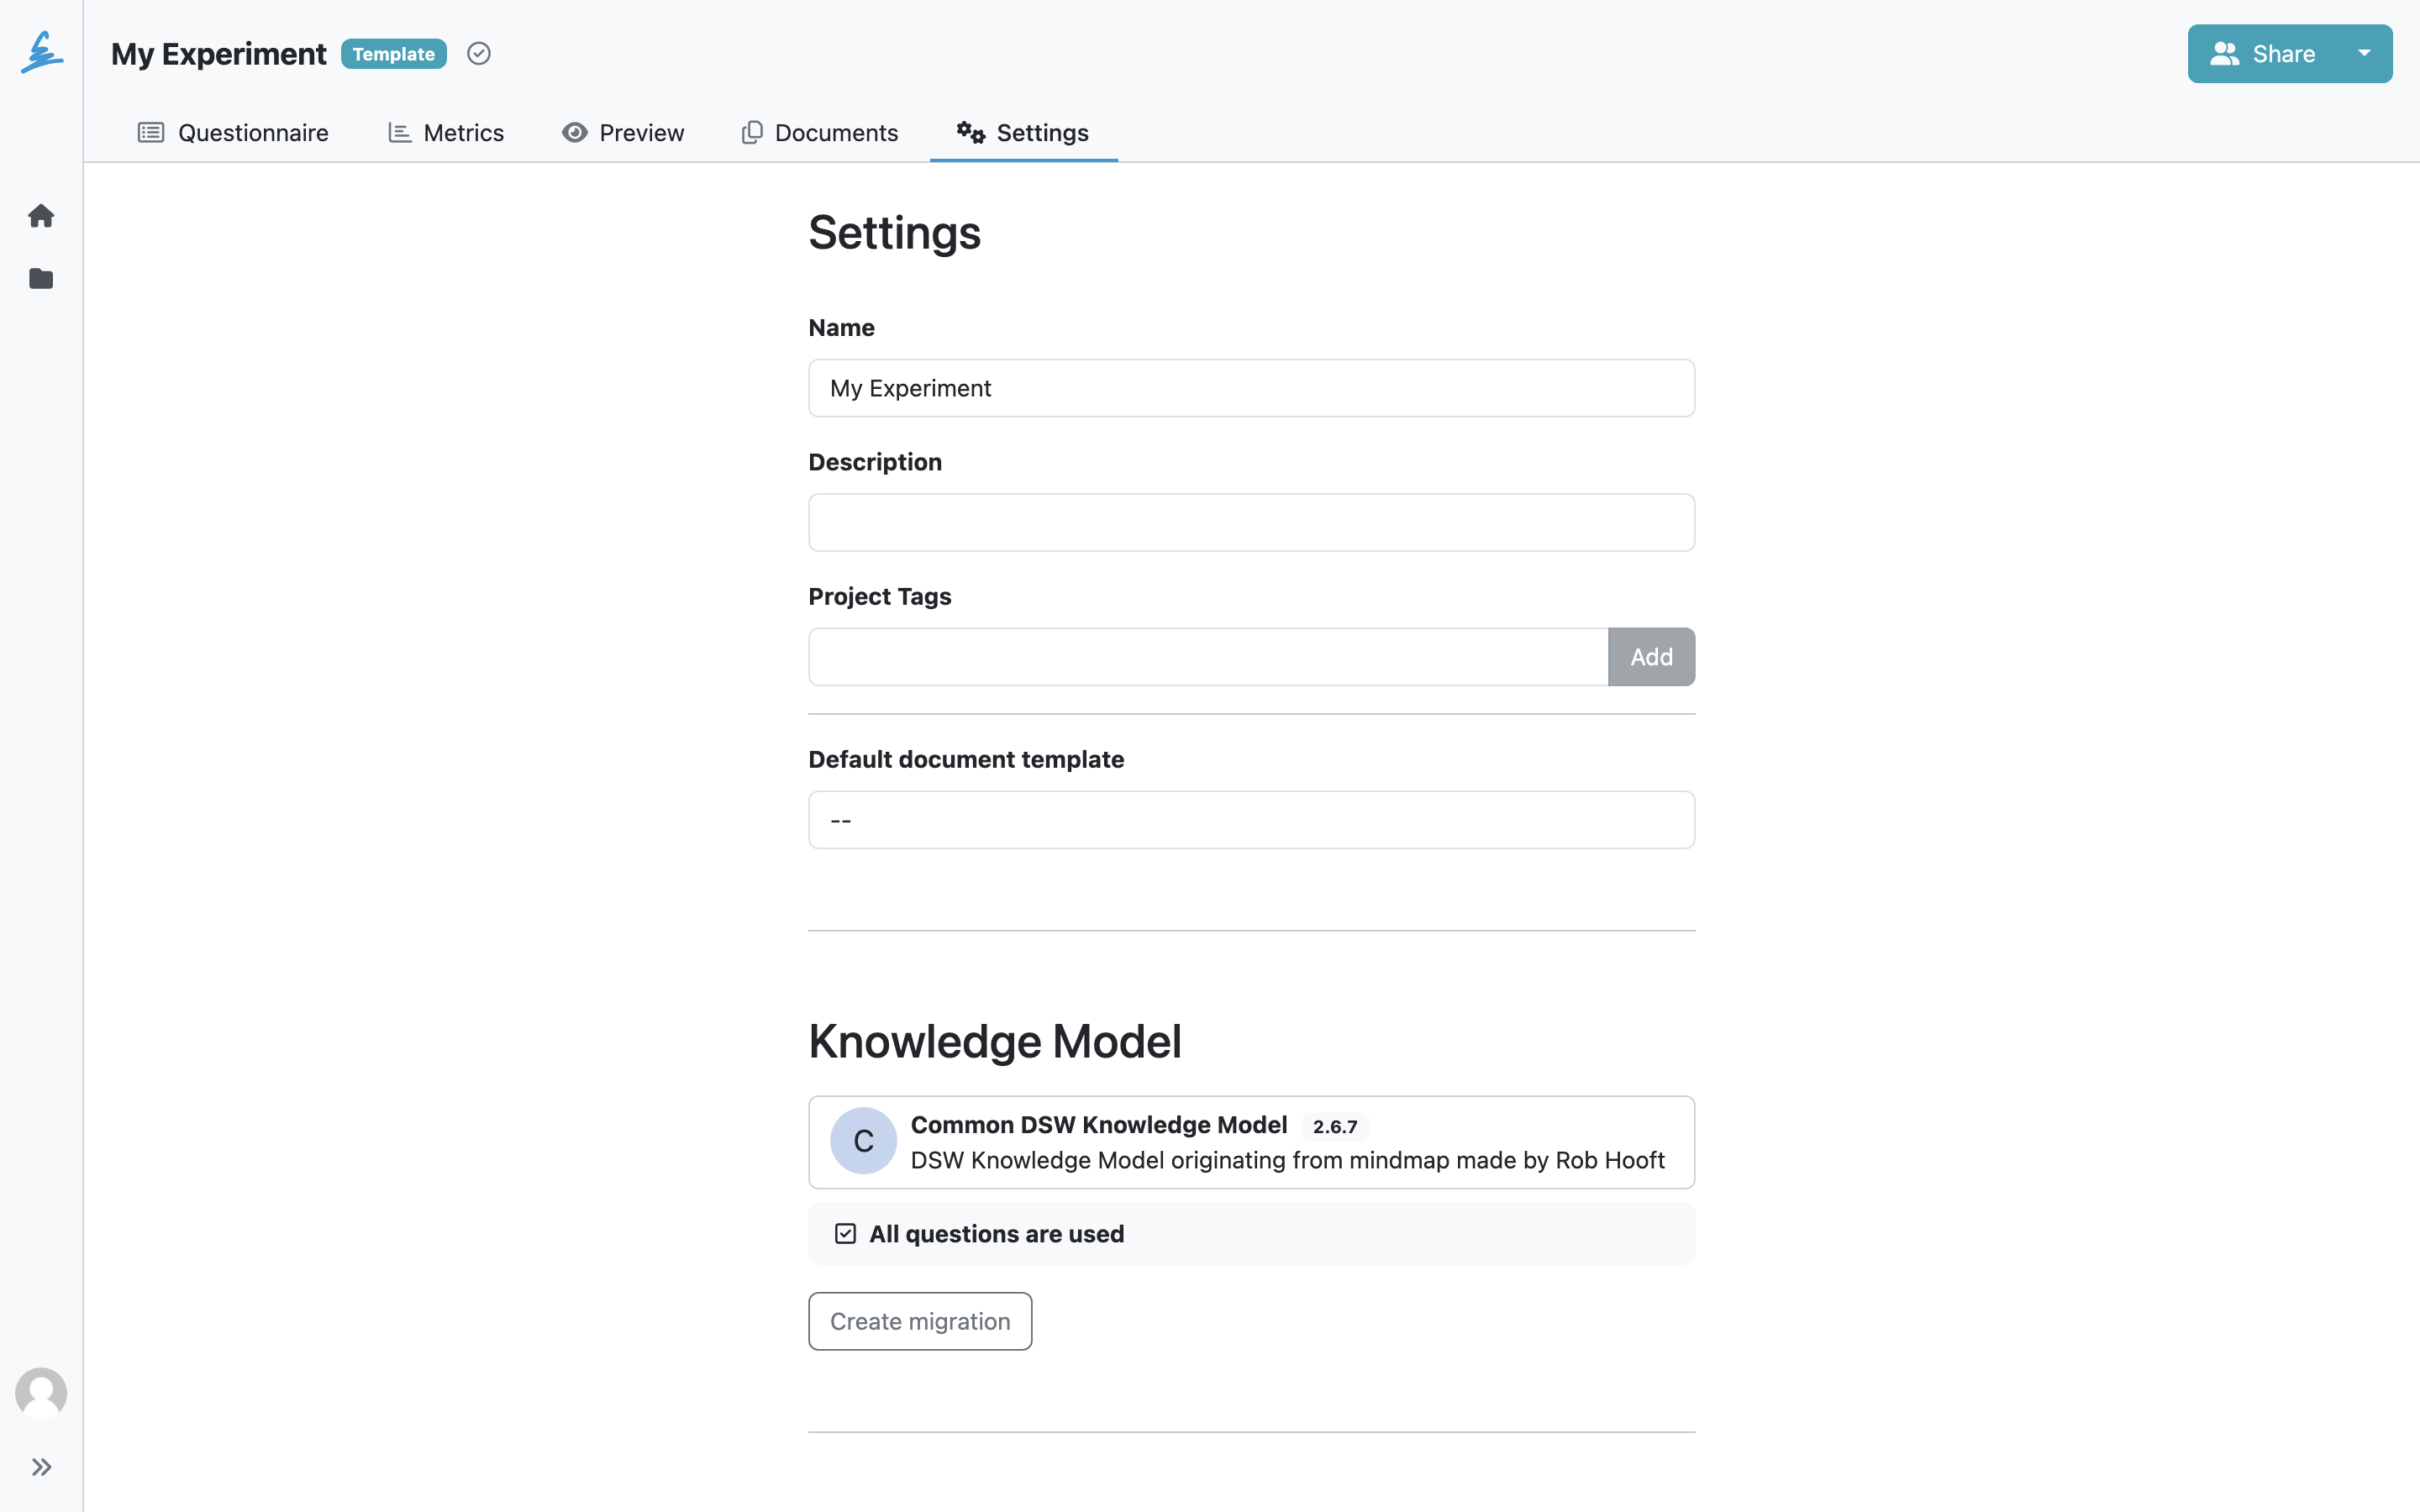 My Experiment Template Share
Questionnaire Metrics Preview Documents Settings
Settings
Name
My Experiment
Description
Project Tags
Add
Default document template
--
Knowledge Model
C
Common DSW Knowledge Model 2.6.7
DSW Knowledge Model originating from mindmap made by Rob Hooft
All questions are used
Create migration